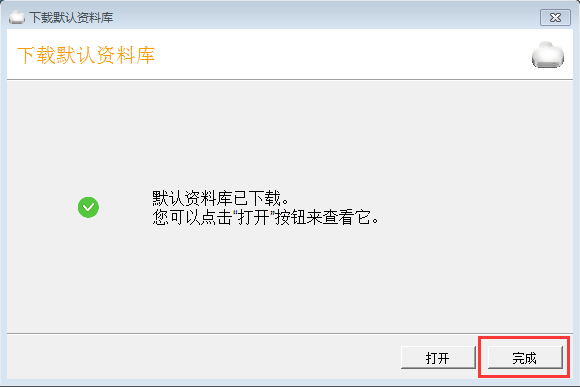 下载默认资料库
下载默认资料库
默认资料库已下载。
您可以点击“打开”按钮来查看它。
打开
完成